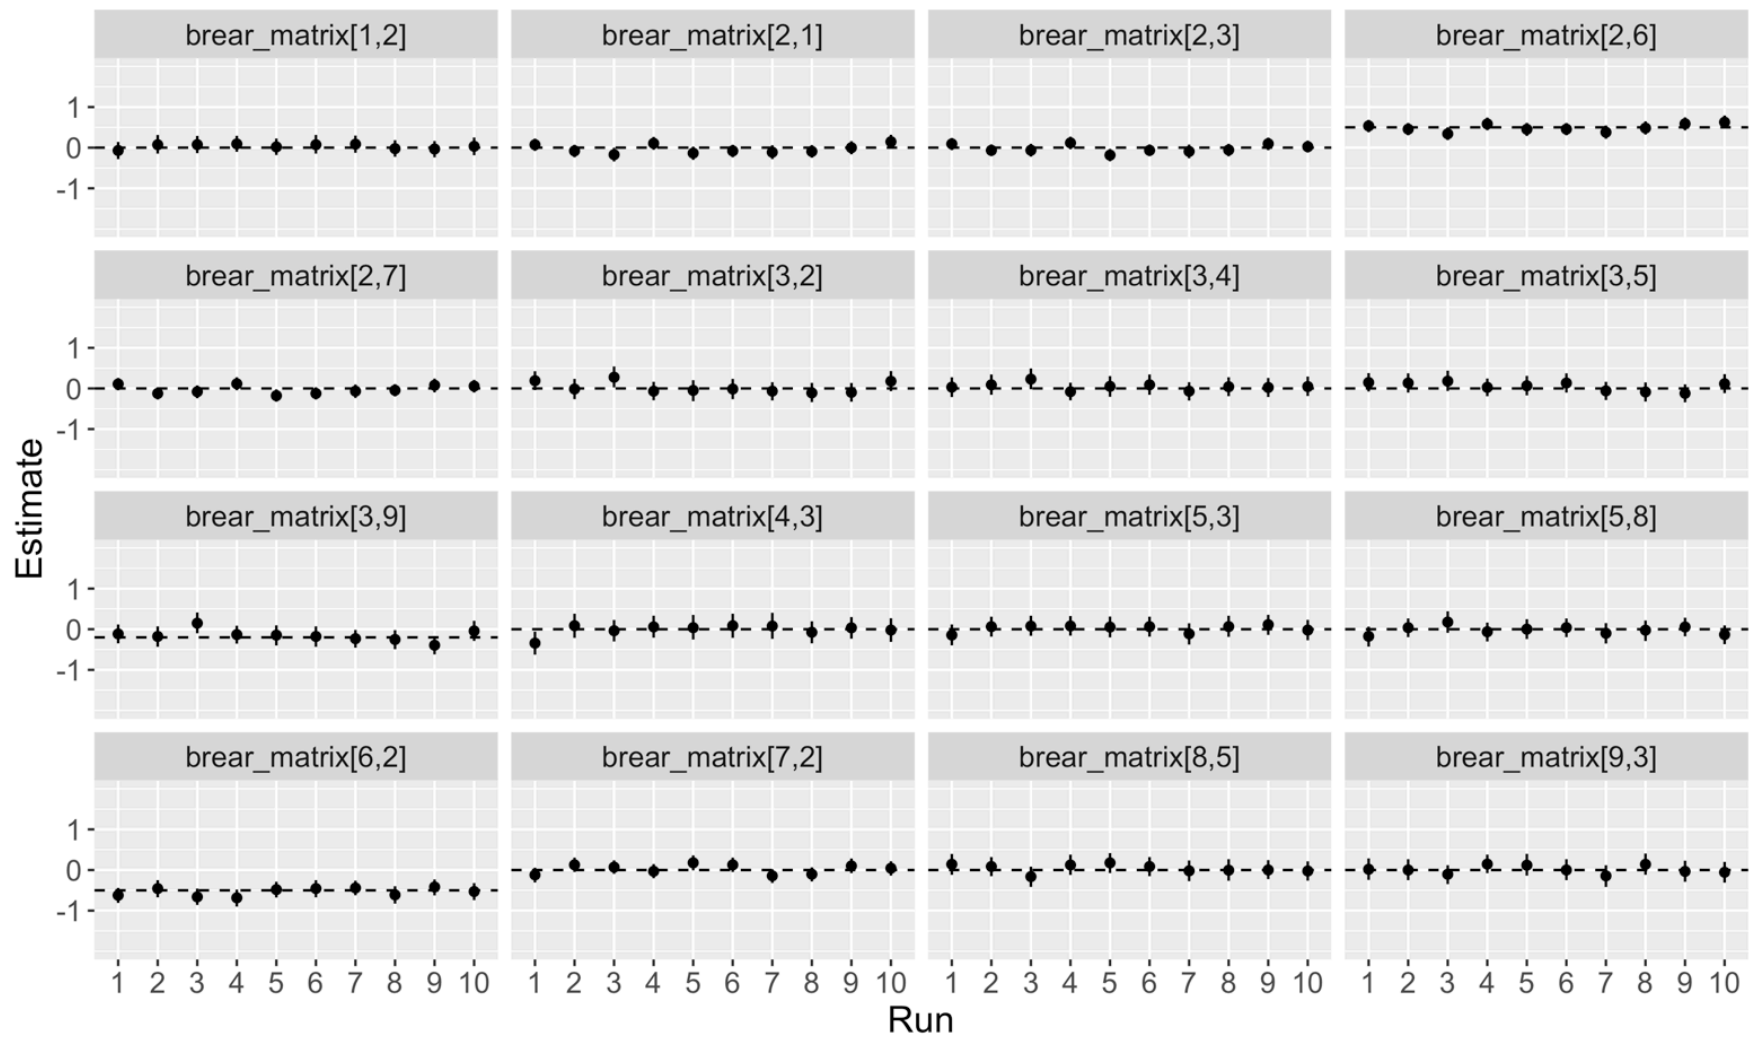 brear_matrix[1,2] brear_matrix[2,1] brear_matrix[2,3] brear_matrix[2,6]
1
0
-1
brear_matrix[2,7] brear_matrix[3,2] brear_matrix[3,4] brear_matrix[3,5]
1
0
-1
brear_matrix[3,9] brear_matrix[4,3] brear_matrix[5,3] brear_matrix[5,8]
1
0
-1
brear_matrix[6,2] brear_matrix[7,2] brear_matrix[8,5] brear_matrix[9,3]
1
0
-1
Estimate
1 2 3 4 5 6 7 8 9 10 1 2 3 4 5 6 7 8 9 10 1 2 3 4 5 6 7 8 9 10 1 2 3 4 5 6 7 8 9 10
Run